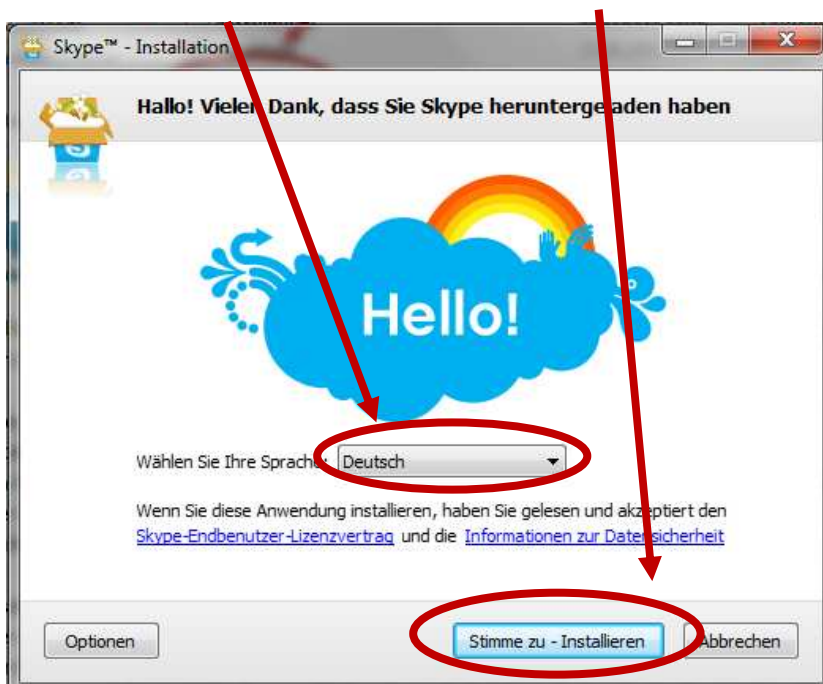 Skype™ - Installation
Hallo! Vielen Dank, dass Sie Skype heruntergeladen haben
Hello!
Wählen Sie Ihre Sprache: Deutsch
Wenn Sie diese Anwendung installieren, haben Sie gelesen und akzeptiert den
Skype-Endbenutzer-Lizenzvertrag und die Informationen zur Datensicherheit
Optionen
Stimme zu - Installieren
Abbrechen